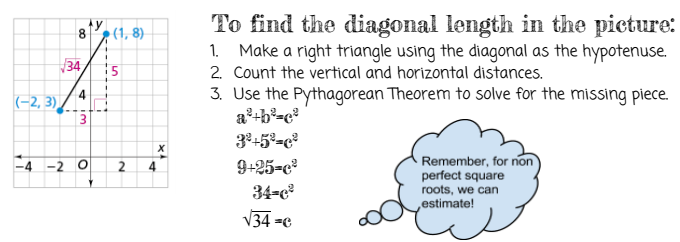 To find the diagonal length in the picture:
1. Make a right triangle using the diagonal as the hypotenuse.
2. Count the vertical and horizontal distances.
3. Use the Pythagorean Theorem to solve for the missing piece.
a²+b²=c²
3²+5²=c²
9+25=c²
34=c²
√34 =c
Remember, for non
perfect square
roots, we can
estimate!
y
8
(1, 8)
√34
5
4
(−2, 3)
3
x
−4 −2 O 2 4